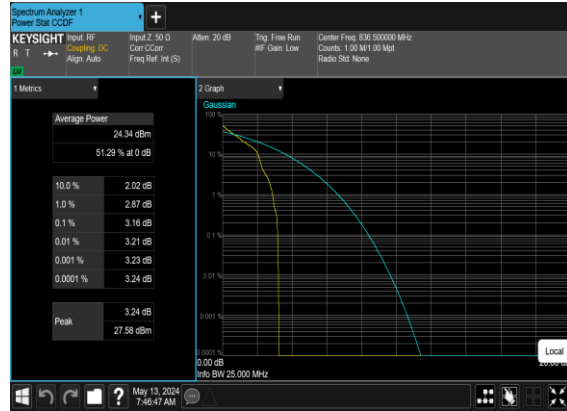 Spectrum Analyzer 1
Power Stat CCDF
KEYSIGHT
R T
Input: RF
Coupling: DC
Align: Auto
Input Z: 50 Ω
Corr CCorr
Freq Ref: Int (S)
Atten: 20 dB
Trig: Free Run
#IF Gain: Low
Center Freq: 836.500000 MHz
Counts: 1.00 M/1.00 Mpt
Radio Std: None
1 Metrics
Average Power
24.34 dBm
51.29 % at 0 dB
10.0 % 2.02 dB
1.0 % 2.87 dB
0.1 % 3.16 dB
0.01 % 3.21 dB
0.001 % 3.23 dB
0.0001 % 3.24 dB
Peak
3.24 dB
27.58 dBm
2 Graph
Gaussian
100 %
10 %
1 %
0.1 %
0.01 %
0.001 %
0.0001 %
0.00 dB
Info BW 25.000 MHz
Local
May 13, 2024
7:46:47 AM